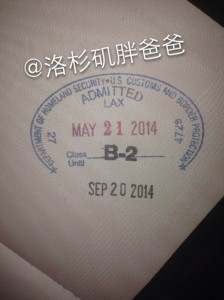 @洛杉矶胖爸爸
DEPARTMENT OF HOMELAND SECURITY • U.S. CUSTOMS AND BORDER PROTECTION
ADMITTED
LAX
MAY 21 2014
27
4729
Class B-2
Until
SEP 20 2014